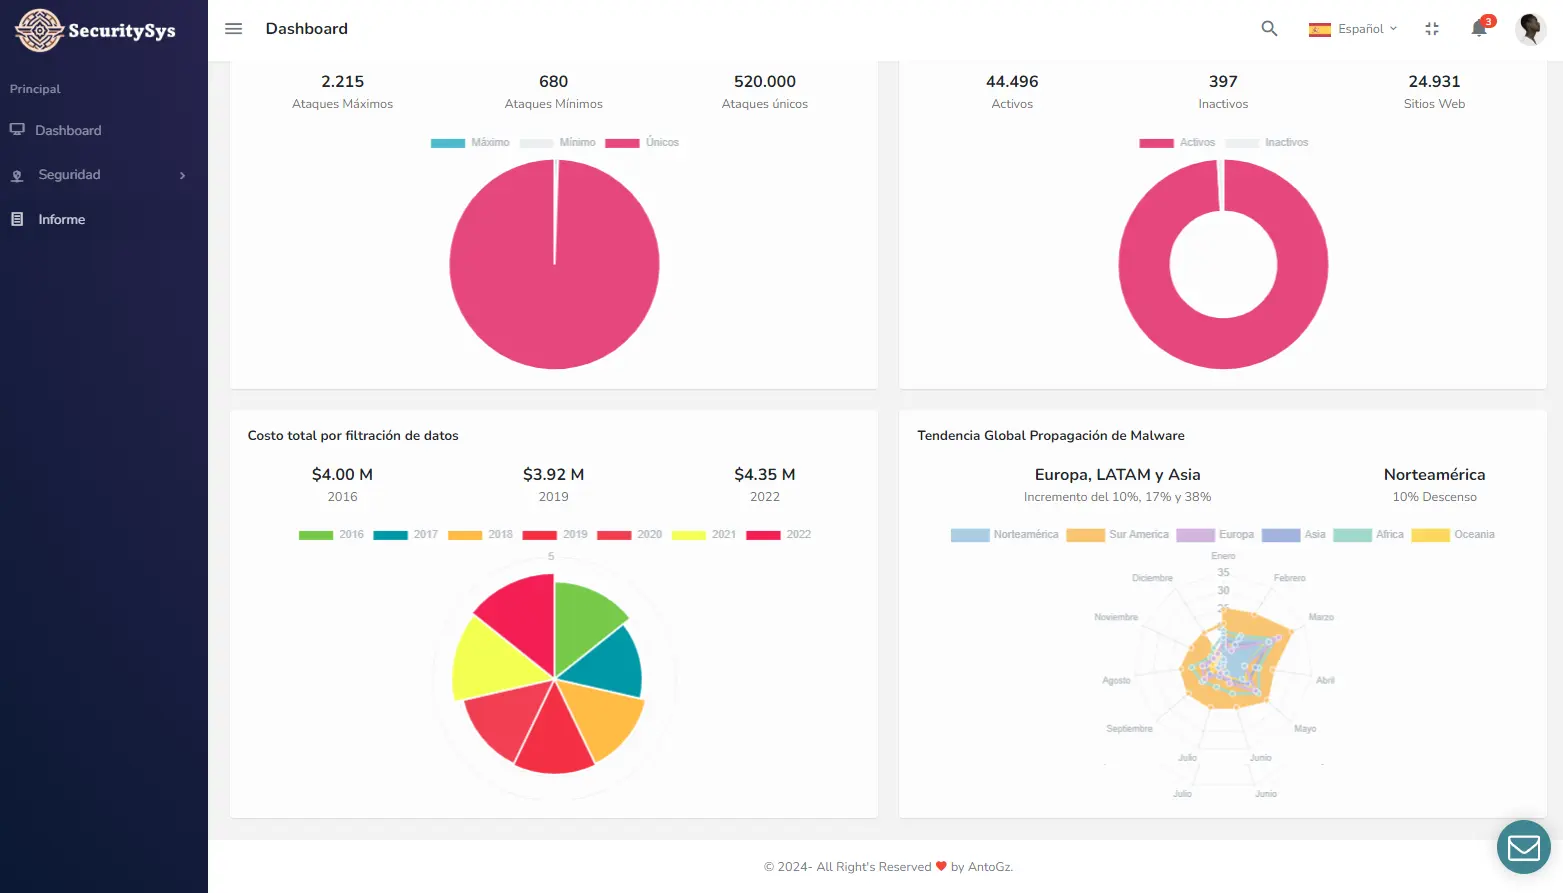 SecuritySys
Dashboard
Español
3
Principal
Dashboard
Seguridad
Informe
2.215
680
520.000
Ataques Máximos
Ataques Mínimos
Ataques únicos
Máximo
Mínimo
Únicos
44.496
397
24.931
Activos
Inactivos
Sitios Web
Activos
Inactivos
Costo total por filtración de datos
$4.00 M
$3.92 M
$4.35 M
2016
2019
2022
2016
2017
2018
2019
2020
2021
2022
5
Tendencia Global Propagación de Malware
Europa, LATAM y Asia
Norteamérica
Incremento del 10%, 17% y 38%
10% Descenso
Norteamérica
Sur America
Europa
Asia
Africa
Oceania
Enero
35
Diciembre
Febrero
30
Noviembre
Marzo
Agosto
Abril
Septiembre
Mayo
Julio
Junio
Julio
Junio
© 2024- All Right's Reserved ❤ by AntoGz.